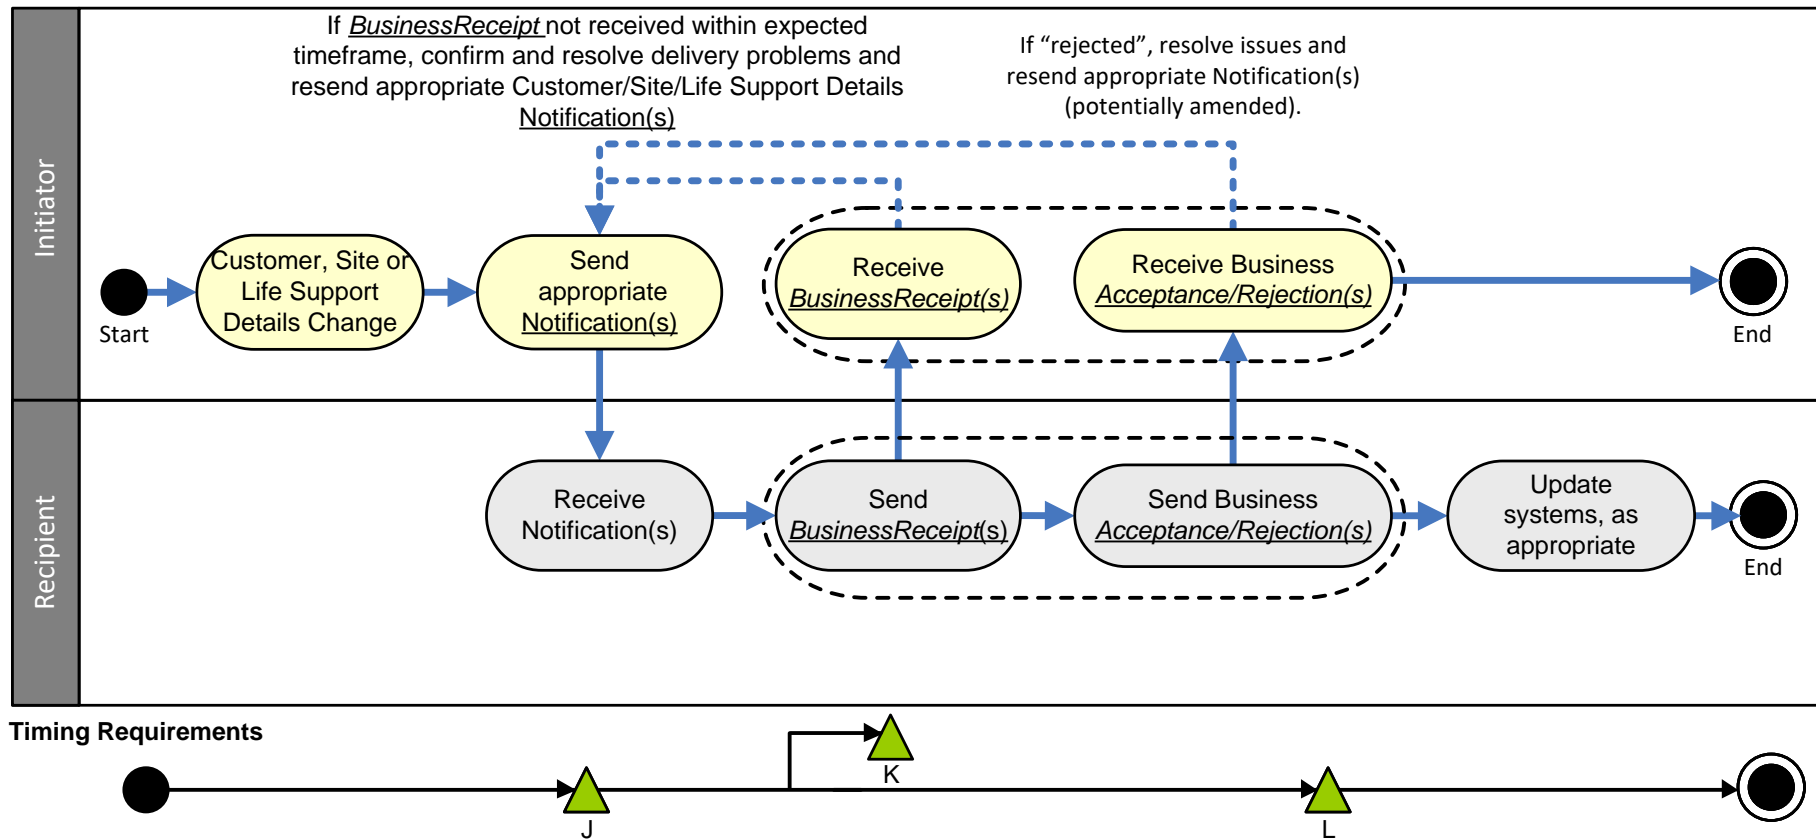 If BusinessReceipt not received within expected
timeframe, confirm and resolve delivery problems and
resend appropriate Customer/Site/Life Support Details
Notification(s)
If “rejected”, resolve issues and
resend appropriate Notification(s)
(potentially amended).
Initiator
Start
Customer, Site or
Life Support
Details Change
Send
appropriate
Notification(s)
Receive
BusinessReceipt(s)
Receive Business
Acceptance/Rejection(s)
End
Recipient
Receive
Notification(s)
Send
BusinessReceipt(s)
Send Business
Acceptance/Rejection(s)
Update
systems, as
appropriate
End
Timing Requirements
J
K
L